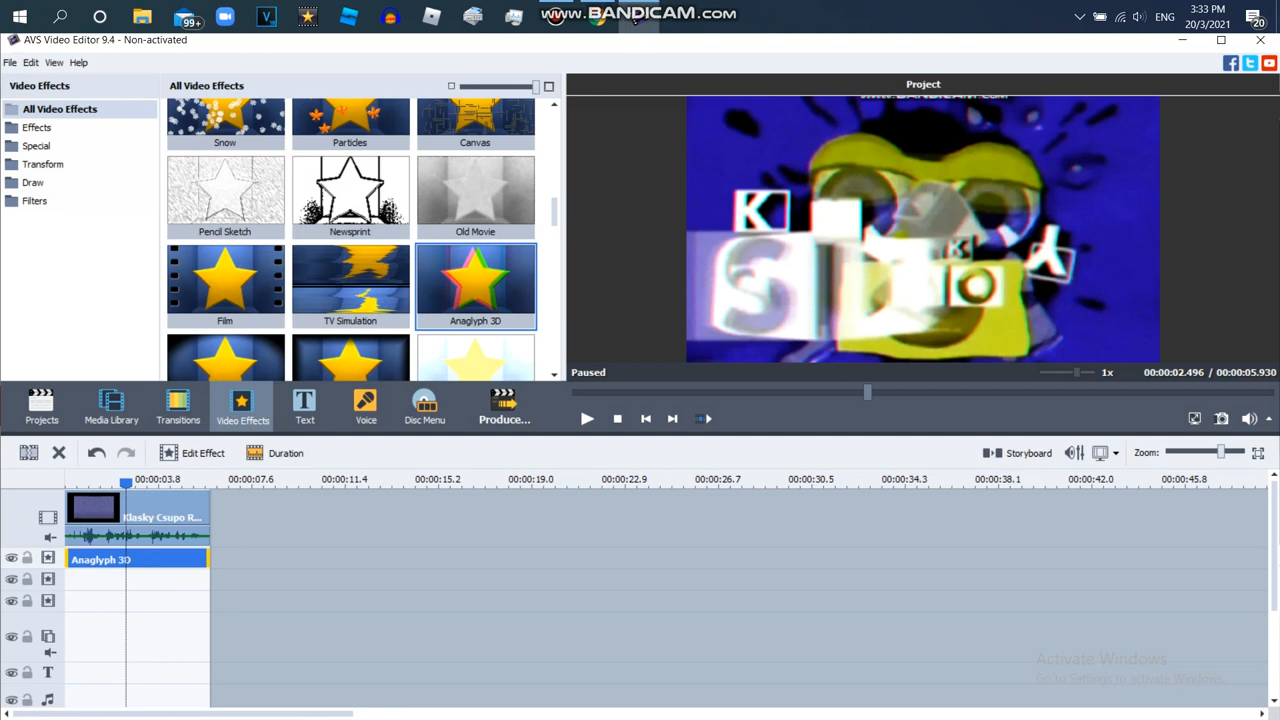 www.BANDICAM.com
99+
ENG
3:33 PM
20/3/2021
20
AVS Video Editor 9.4 - Non-activated
File Edit View Help
Video Effects
All Video Effects
Effects
Special
Transform
Draw
Filters
All Video Effects
Snow
Particles
Canvas
Pencil Sketch
Newsprint
Old Movie
Film
TV Simulation
Anaglyph 3D
Project
www.BANDICAM.com
K
S
K
O
Y
Paused
1x
00:00:02.496 / 00:00:05.930
Projects
Media Library
Transitions
Video Effects
Text
Voice
Disc Menu
Produce...
Edit Effect
Duration
Storyboard
Zoom:
00:00:03.8 00:00:07.6 00:00:11.4 00:00:15.2 00:00:19.0 00:00:22.9 00:00:26.7 00:00:30.5 00:00:34.3 00:00:38.1 00:00:42.0 00:00:45.8
Klasky Csupo R...
Anaglyph 3D
T
Activate Windows
Go to Settings to activate Windows.